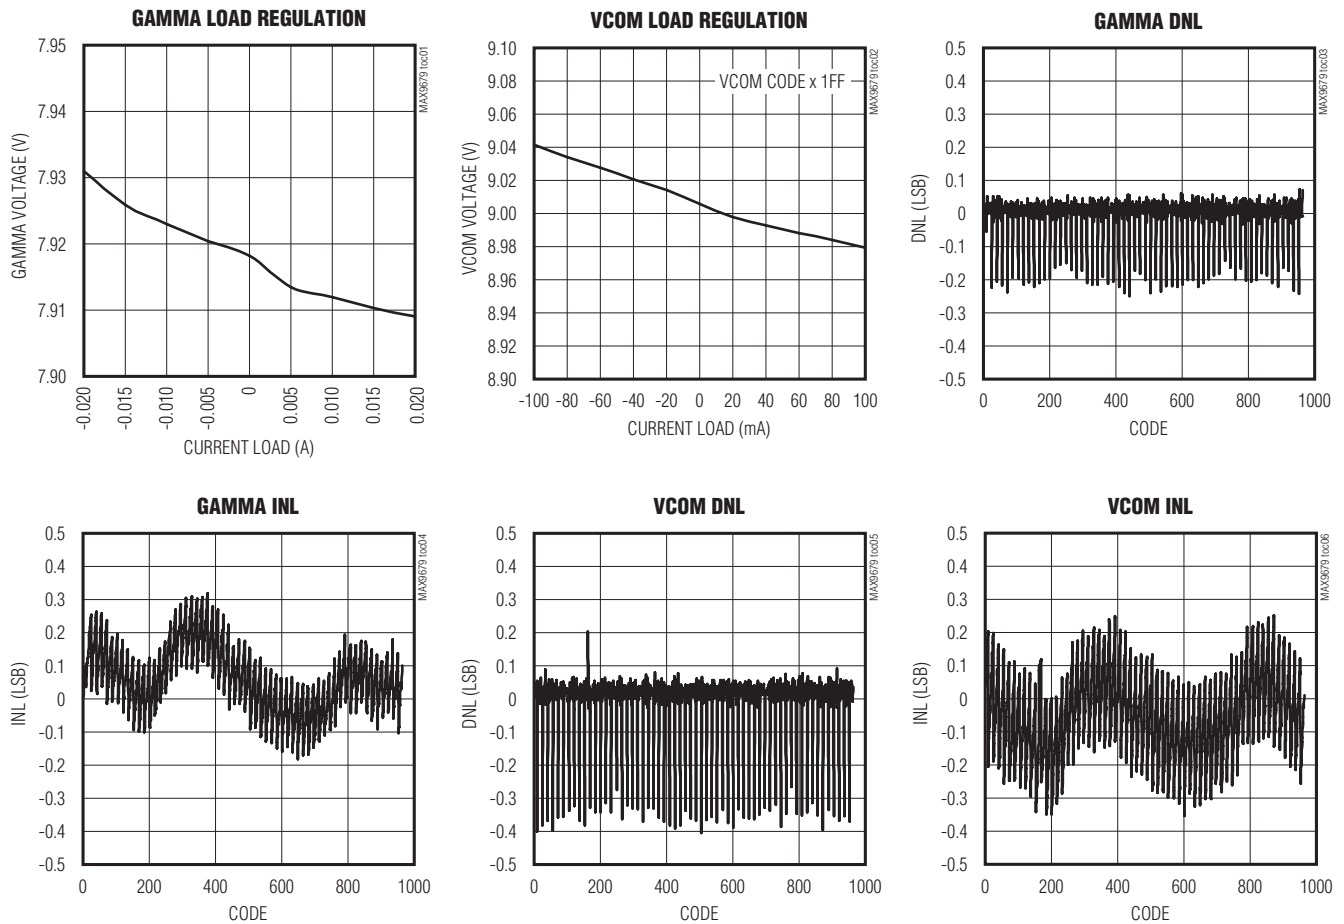 GAMMA LOAD REGULATION
7.95
7.94
7.93
7.92
7.91
7.90
GAMMA VOLTAGE (V)
-0.020
-0.015
-0.010
-0.005
0
0.005
0.010
0.015
0.020
CURRENT LOAD (A)
MAX9679 toc01
VCOM LOAD REGULATION
9.10
9.08
9.06
9.04
9.02
9.00
8.98
8.96
8.94
8.92
8.90
VCOM VOLTAGE (V)
VCOM CODE x 1FF
-100 -80 -60 -40 -20 0 20 40 60 80 100
CURRENT LOAD (mA)
MAX9679 toc02
GAMMA DNL
0.5
0.4
0.3
0.2
0.1
0
-0.1
-0.2
-0.3
-0.4
-0.5
DNL (LSB)
0 200 400 600 800 1000
CODE
MAX9679 toc03
GAMMA INL
0.5
0.4
0.3
0.2
0.1
0
-0.1
-0.2
-0.3
-0.4
-0.5
INL (LSB)
0 200 400 600 800 1000
CODE
MAX9679 toc04
VCOM DNL
0.5
0.4
0.3
0.2
0.1
0
-0.1
-0.2
-0.3
-0.4
-0.5
DNL (LSB)
0 200 400 600 800 1000
CODE
MAX9679 toc05
VCOM INL
0.5
0.4
0.3
0.2
0.1
0
-0.1
-0.2
-0.3
-0.4
-0.5
INL (LSB)
0 200 400 600 800 1000
CODE
MAX9679 toc06